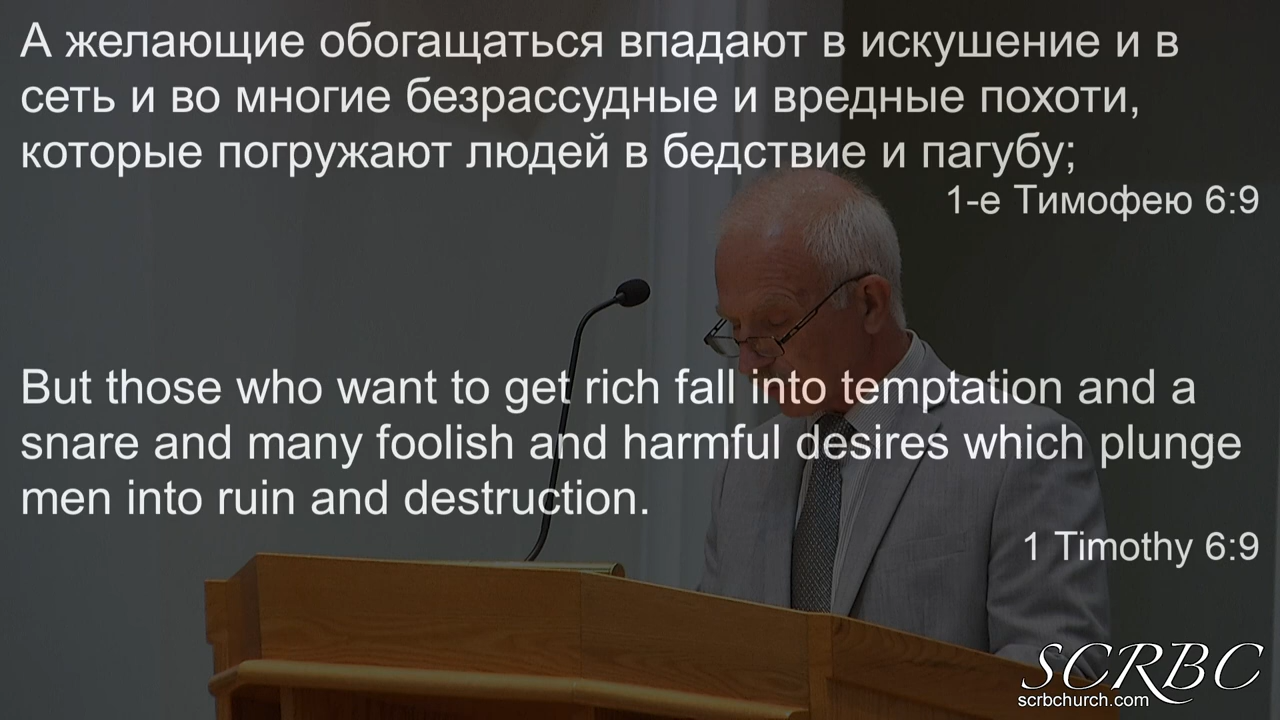 А желающие обогащаться впадают в искушение и в
сеть и во многие безрассудные и вредные похоти,
которые погружают людей в бедствие и пагубу;
1-е Тимофею 6:9
But those who want to get rich fall into temptation and a
snare and many foolish and harmful desires which plunge
men into ruin and destruction.
1 Timothy 6:9
SCRBC
scrbchurch.com